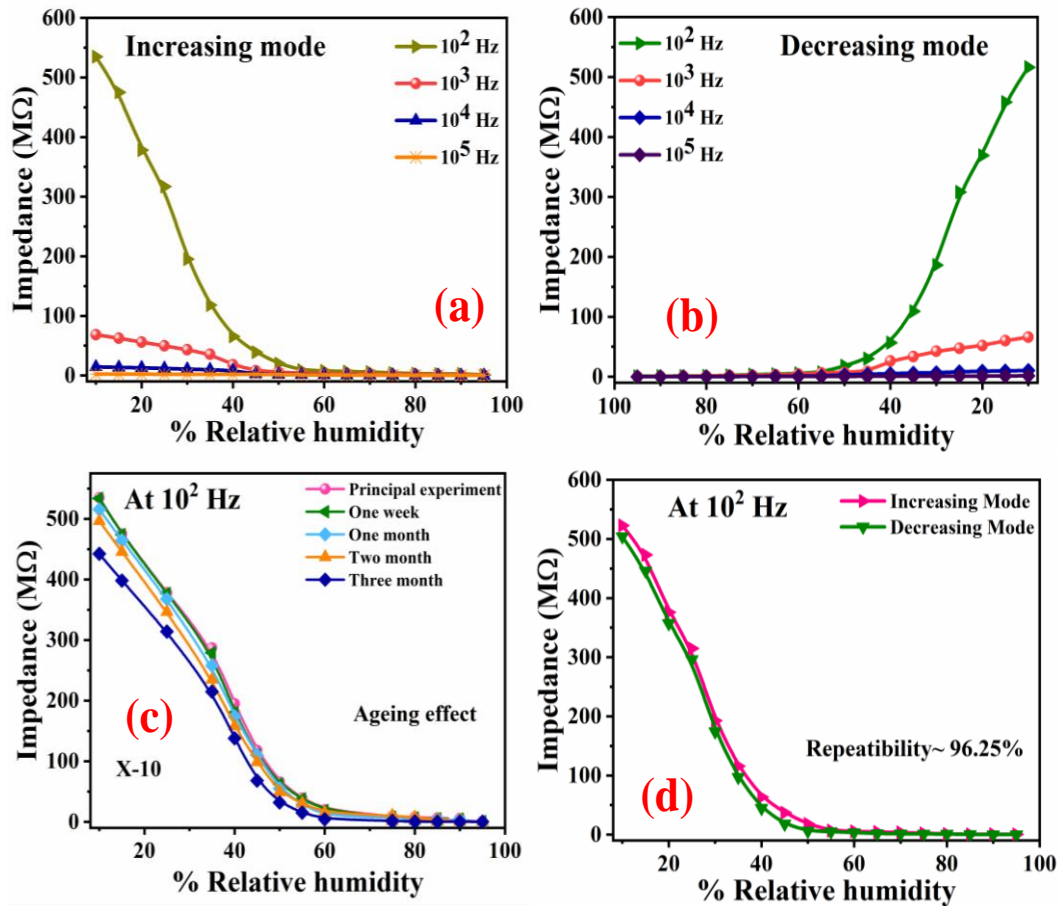 Increasing mode
10² Hz
10³ Hz
10⁴ Hz
10⁵ Hz
600
500
400
300
200
100
0
Impedance (MΩ)
(a)
20
40
60
80
100
% Relative humidity
Decreasing mode
10² Hz
10³ Hz
10⁴ Hz
10⁵ Hz
600
500
400
300
200
100
0
Impedance (MΩ)
(b)
100
80
60
40
20
% Relative humidity
At 10² Hz
Principal experiment
One week
One month
Two month
Three month
500
400
300
200
100
0
Impedance (MΩ)
(c)
Ageing effect
X-10
20
40
60
80
100
% Relative humidity
At 10² Hz
Increasing Mode
Decreasing Mode
600
500
400
300
200
100
0
Impedance (MΩ)
Repeatibility~ 96.25%
(d)
20
40
60
80
100
% Relative humidity